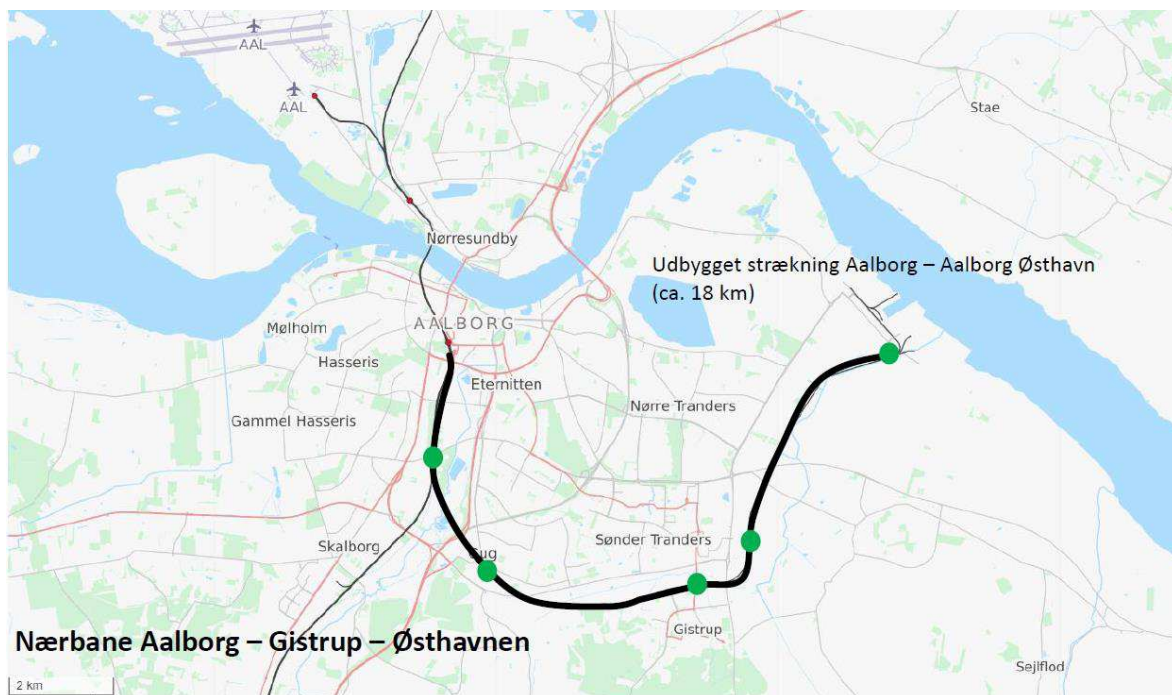 AAL
AAL
Stae
Nørresundby
Udbygget strækning Aalborg – Aalborg Østhavn
(ca. 18 km)
AALBORG
Mølholm
Hasseris
Eternitten
Nørre Tranders
Gammel Hasseris
Sønder Tranders
Skalborg
Gug
Gistrup
Nærbane Aalborg – Gistrup – Østhavnen
Sejlflod
2 km